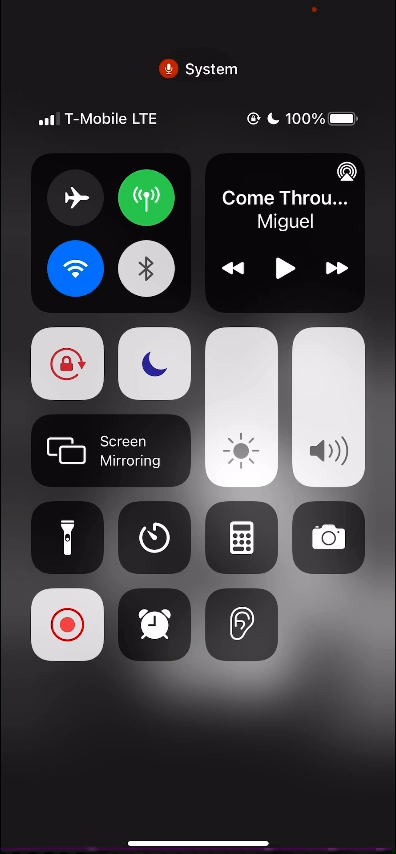 System
T-Mobile LTE
100%
Come Throu...
Miguel
Screen
Mirroring